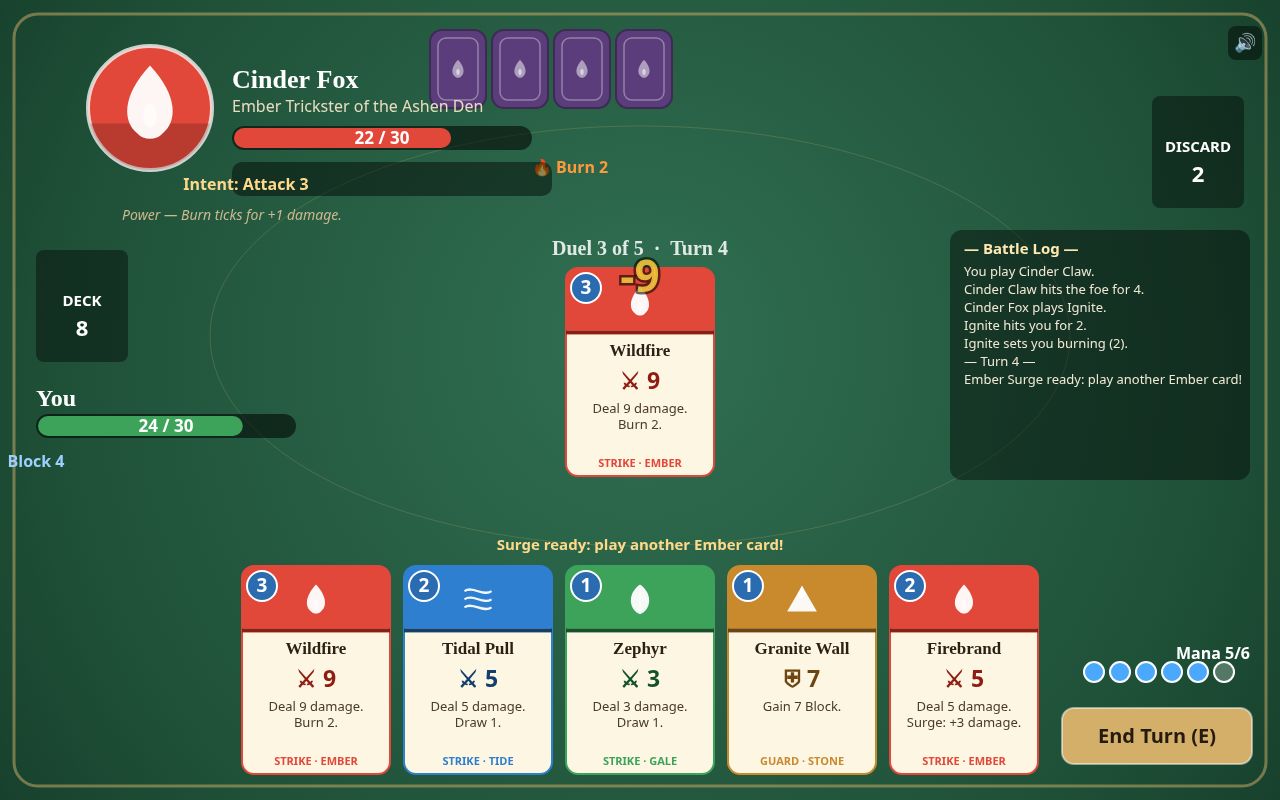 Cinder Fox
Ember Trickster of the Ashen Den
22 / 30
Burn 2
Intent: Attack 3
Power — Burn ticks for +1 damage.
DISCARD
2
Duel 3 of 5 · Turn 4
-9
3
Wildfire
9
Deal 9 damage.
Burn 2.
STRIKE · EMBER
— Battle Log —
You play Cinder Claw.
Cinder Claw hits the foe for 4.
Cinder Fox plays Ignite.
Ignite hits you for 2.
Ignite sets you burning (2).
— Turn 4 —
Ember Surge ready: play another Ember card!
DECK
8
You
24 / 30
Block 4
Surge ready: play another Ember card!
3
Wildfire
9
Deal 9 damage.
Burn 2.
STRIKE · EMBER
2
Tidal Pull
5
Deal 5 damage.
Draw 1.
STRIKE · TIDE
1
Zephyr
3
Deal 3 damage.
Draw 1.
STRIKE · GALE
1
Granite Wall
7
Gain 7 Block.
GUARD · STONE
2
Firebrand
5
Deal 5 damage.
Surge: +3 damage.
STRIKE · EMBER
Mana 5/6
End Turn (E)